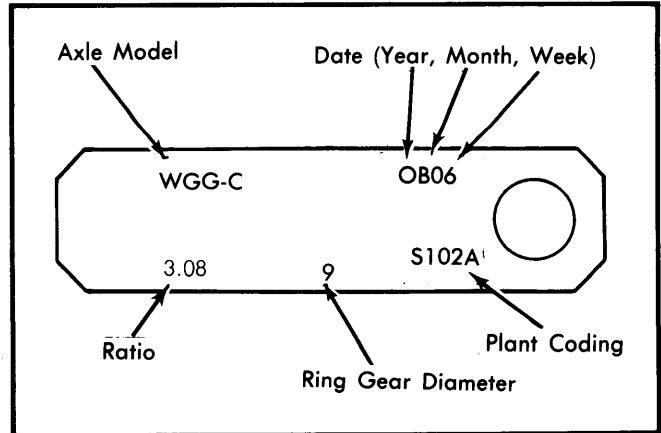 Axle Model
Date (Year, Month, Week)
WGG-C
OB06
S102A
3.08
9
Ratio
Plant Coding
Ring Gear Diameter